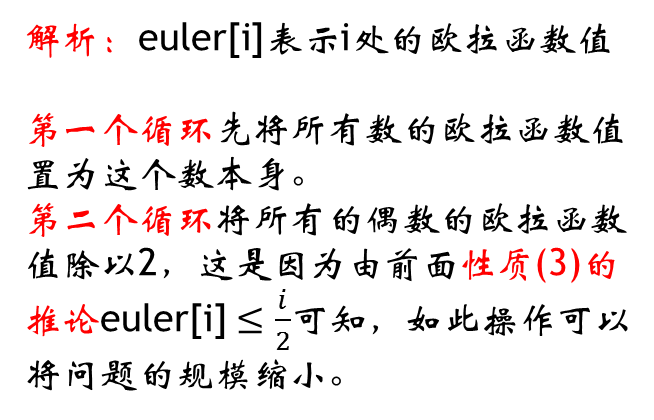 解析：euler[i]表示i处的欧拉函数值
第一个循环先将所有数的欧拉函数值
置为这个数本身。
第二个循环将所有的偶数的欧拉函数
值除以2，这是因为由前面性质(3)的
推论euler[i] ≤ i/2可知，如此操作可以
将问题的规模缩小。